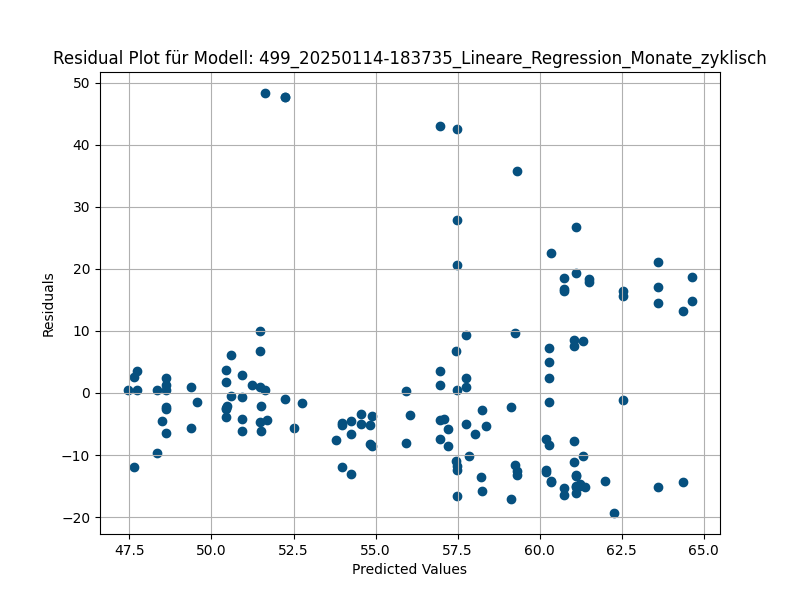 Residual Plot für Modell: 499_20250114-183735_Lineare_Regression_Monate_zyklisch
50
40
30
20
10
0
−10
−20
Residuals
47.5 50.0 52.5 55.0 57.5 60.0 62.5 65.0
Predicted Values